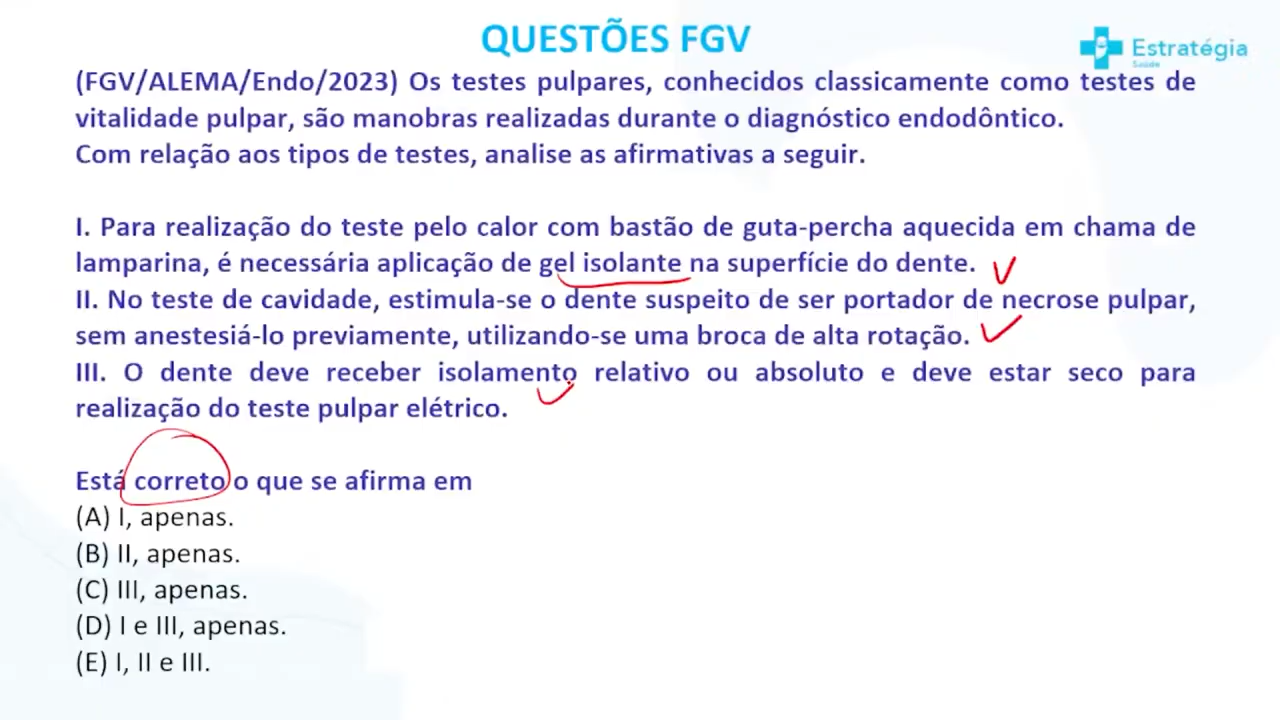 QUESTÕES FGV
Estratégia
Saúde
(FGV/ALEMA/Endo/2023) Os testes pulpares, conhecidos classicamente como testes de
vitalidade pulpar, são manobras realizadas durante o diagnóstico endodôntico.
Com relação aos tipos de testes, analise as afirmativas a seguir.
I. Para realização do teste pelo calor com bastão de guta-percha aquecida em chama de
lamparina, é necessária aplicação de gel isolante na superfície do dente.
II. No teste de cavidade, estimula-se o dente suspeito de ser portador de necrose pulpar,
sem anestesiá-lo previamente, utilizando-se uma broca de alta rotação.
III. O dente deve receber isolamento relativo ou absoluto e deve estar seco para
realização do teste pulpar elétrico.
Está correto o que se afirma em
(A) I, apenas.
(B) II, apenas.
(C) III, apenas.
(D) I e III, apenas.
(E) I, II e III.